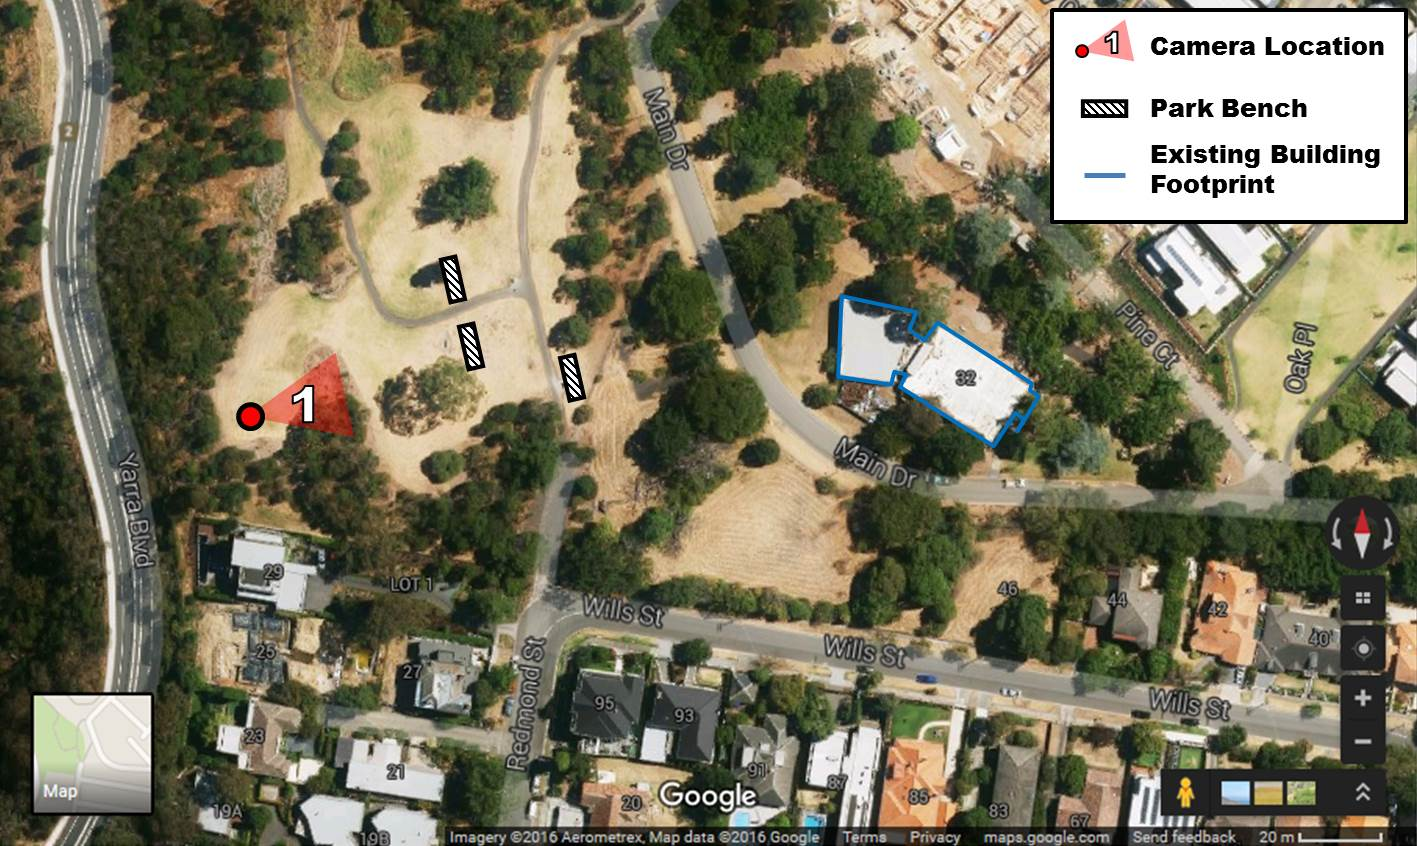 1 Camera Location
Park Bench
Existing Building
Footprint
2
Main Dr
32
Pine Ct
Oak Pl
1
Main Dr
Yarra Blvd
29
LOT 1
46
44
42
40
Wills St
Wills St
Wills St
25
27
Redmond St
95
93
23
21
91
87
85
83
67
20
19A
19B
Map
Google
Imagery ©2016 Aerometrex, Map data ©2016 Google Terms Privacy maps.google.com Send feedback 20 m